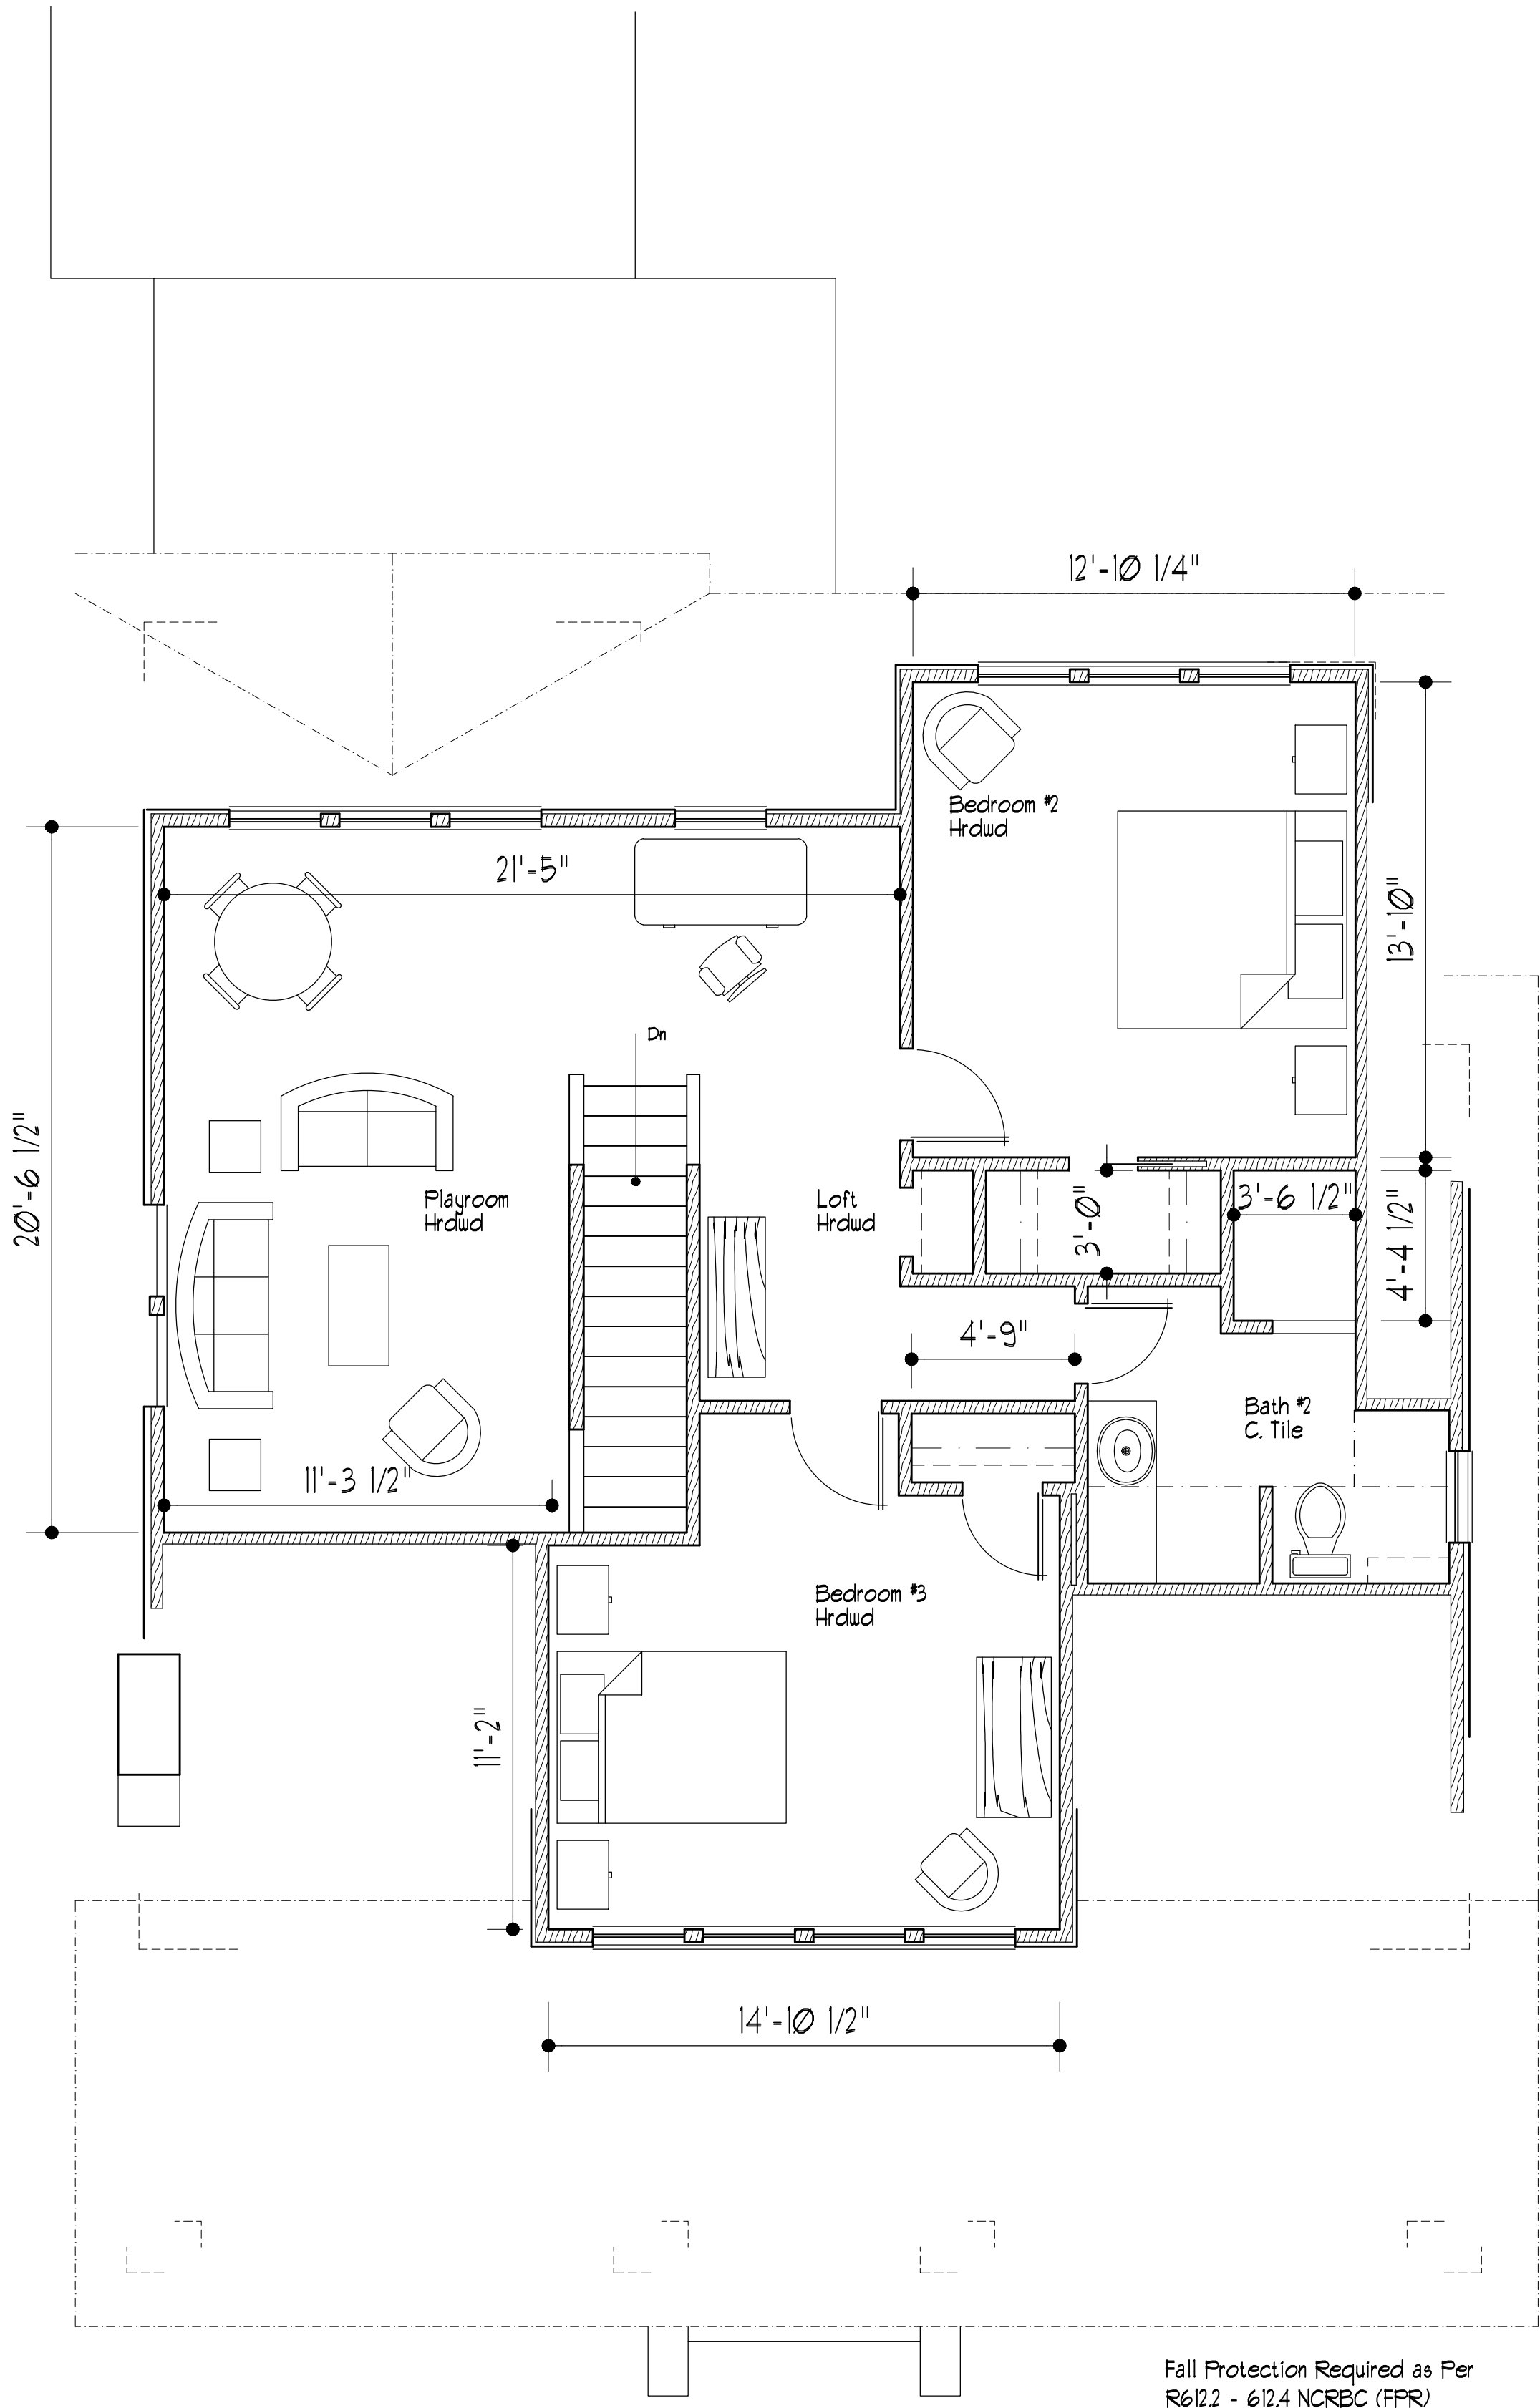 12'-10 1/4"
Bedroom #2
Hrdwd
21'-5"
13'-10"
Dn
20'-6 1/2"
Playroom
Hrdwd
Loft
Hrdwd
3'-0"
3'-6 1/2"
4'-4 1/2"
4'-9"
Bath #2
C. Tile
11'-3 1/2"
Bedroom #3
Hrdwd
11'-2"
14'-10 1/2"
Fall Protection Required as Per
R612.2 - 612.4 NCRBC (FPR)